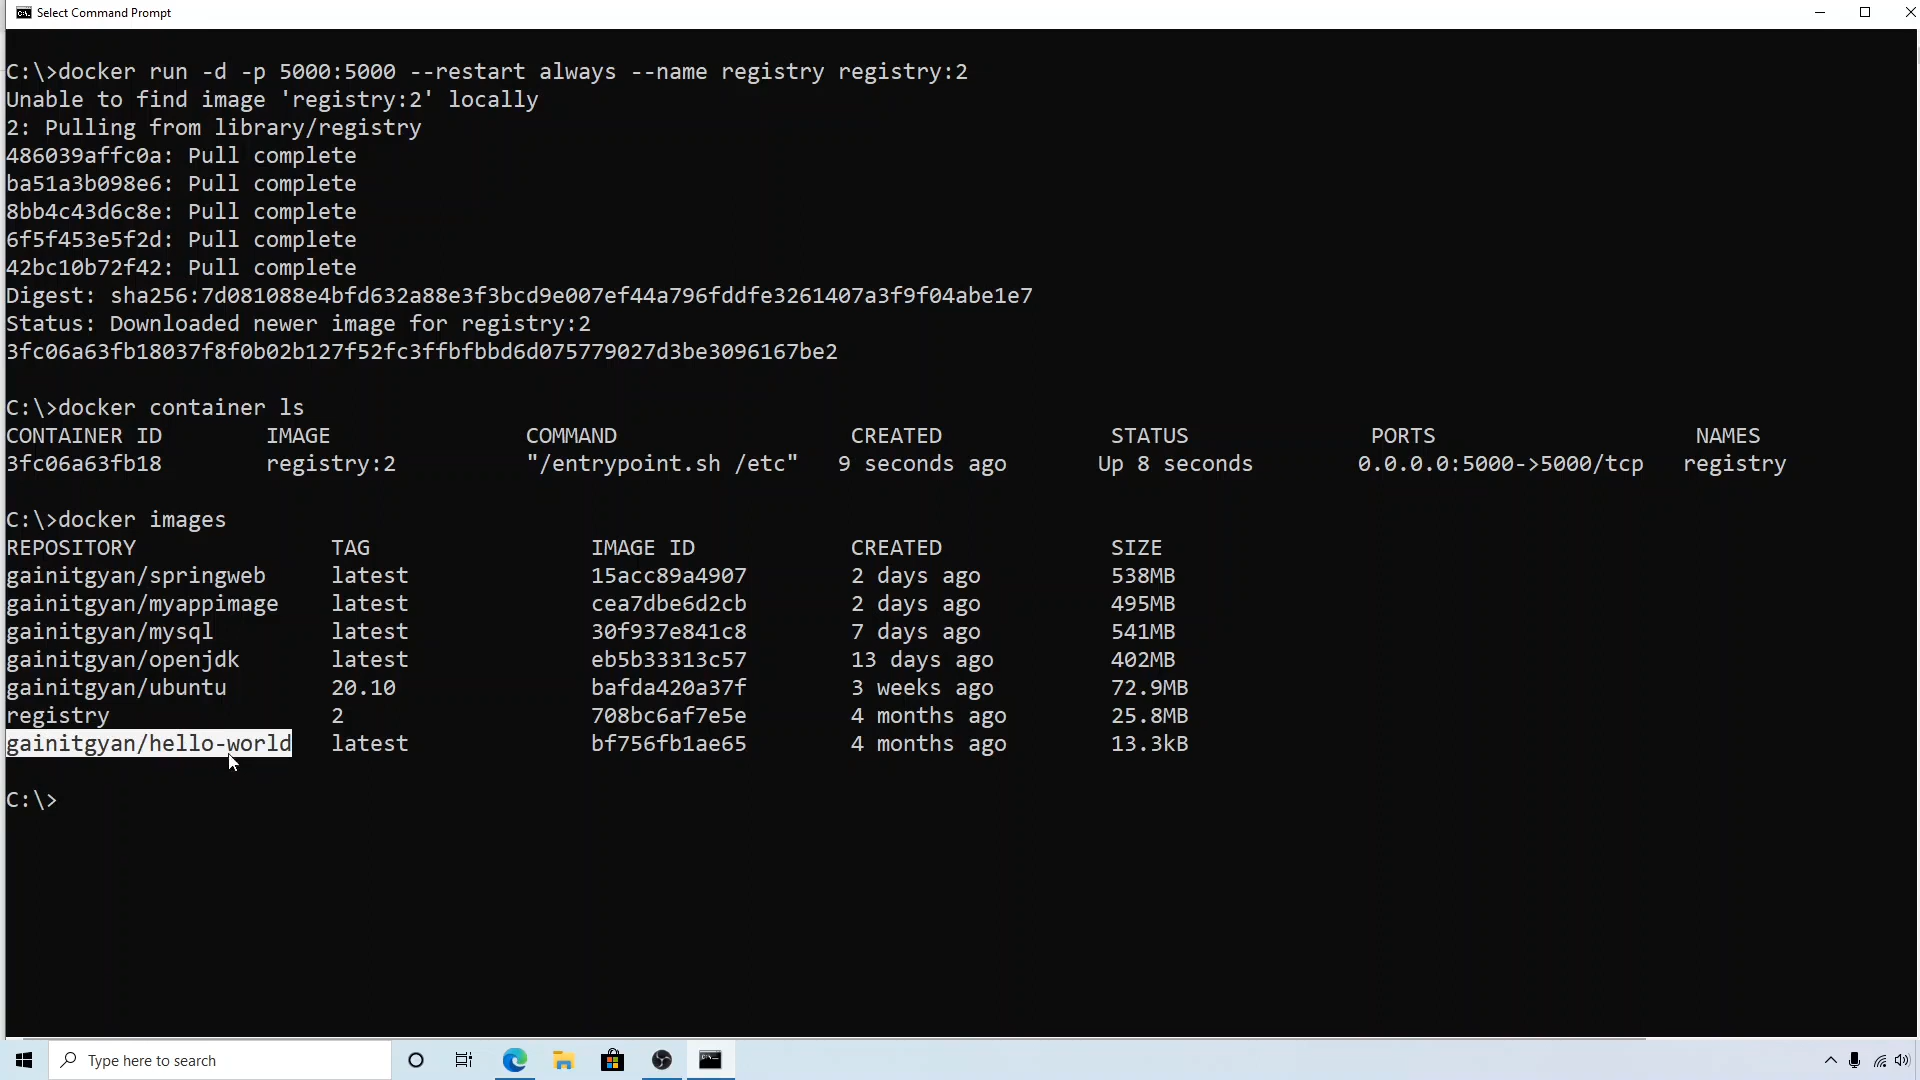 Select Command Prompt
C:\>docker run -d -p 5000:5000 --restart always --name registry registry:2
Unable to find image 'registry:2' locally
2: Pulling from library/registry
486039affc0a: Pull complete
ba51a3b098e6: Pull complete
8bb4c43d6c8e: Pull complete
6f5f453e5f2d: Pull complete
42bc10b72f42: Pull complete
Digest: sha256:7d081088e4bfd632a88e3f3bcd9e007ef44a796fddfe3261407a3f9f04abe1e7
Status: Downloaded newer image for registry:2
3fc06a63fb18037f8f0b02b127f52fc3ffbfbbd6d075779027d3be3096167be2
C:\>docker container ls
CONTAINER ID IMAGE COMMAND CREATED STATUS PORTS NAMES
3fc06a63fb18 registry:2 "/entrypoint.sh /etc" 9 seconds ago Up 8 seconds 0.0.0.0:5000->5000/tcp registry
C:\>docker images
REPOSITORY TAG IMAGE ID CREATED SIZE
gainitgyan/springweb latest 15acc89a4907 2 days ago 538MB
gainitgyan/myappimage latest cea7dbe6d2cb 2 days ago 495MB
gainitgyan/mysql latest 30f937e841c8 7 days ago 541MB
gainitgyan/openjdk latest eb5b33313c57 13 days ago 402MB
gainitgyan/ubuntu 20.10 bafda420a37f 3 weeks ago 72.9MB
registry 2 708bc6af7e5e 4 months ago 25.8MB
gainitgyan/hello-world latest bf756fb1ae65 4 months ago 13.3kB
C:\>
Type here to search